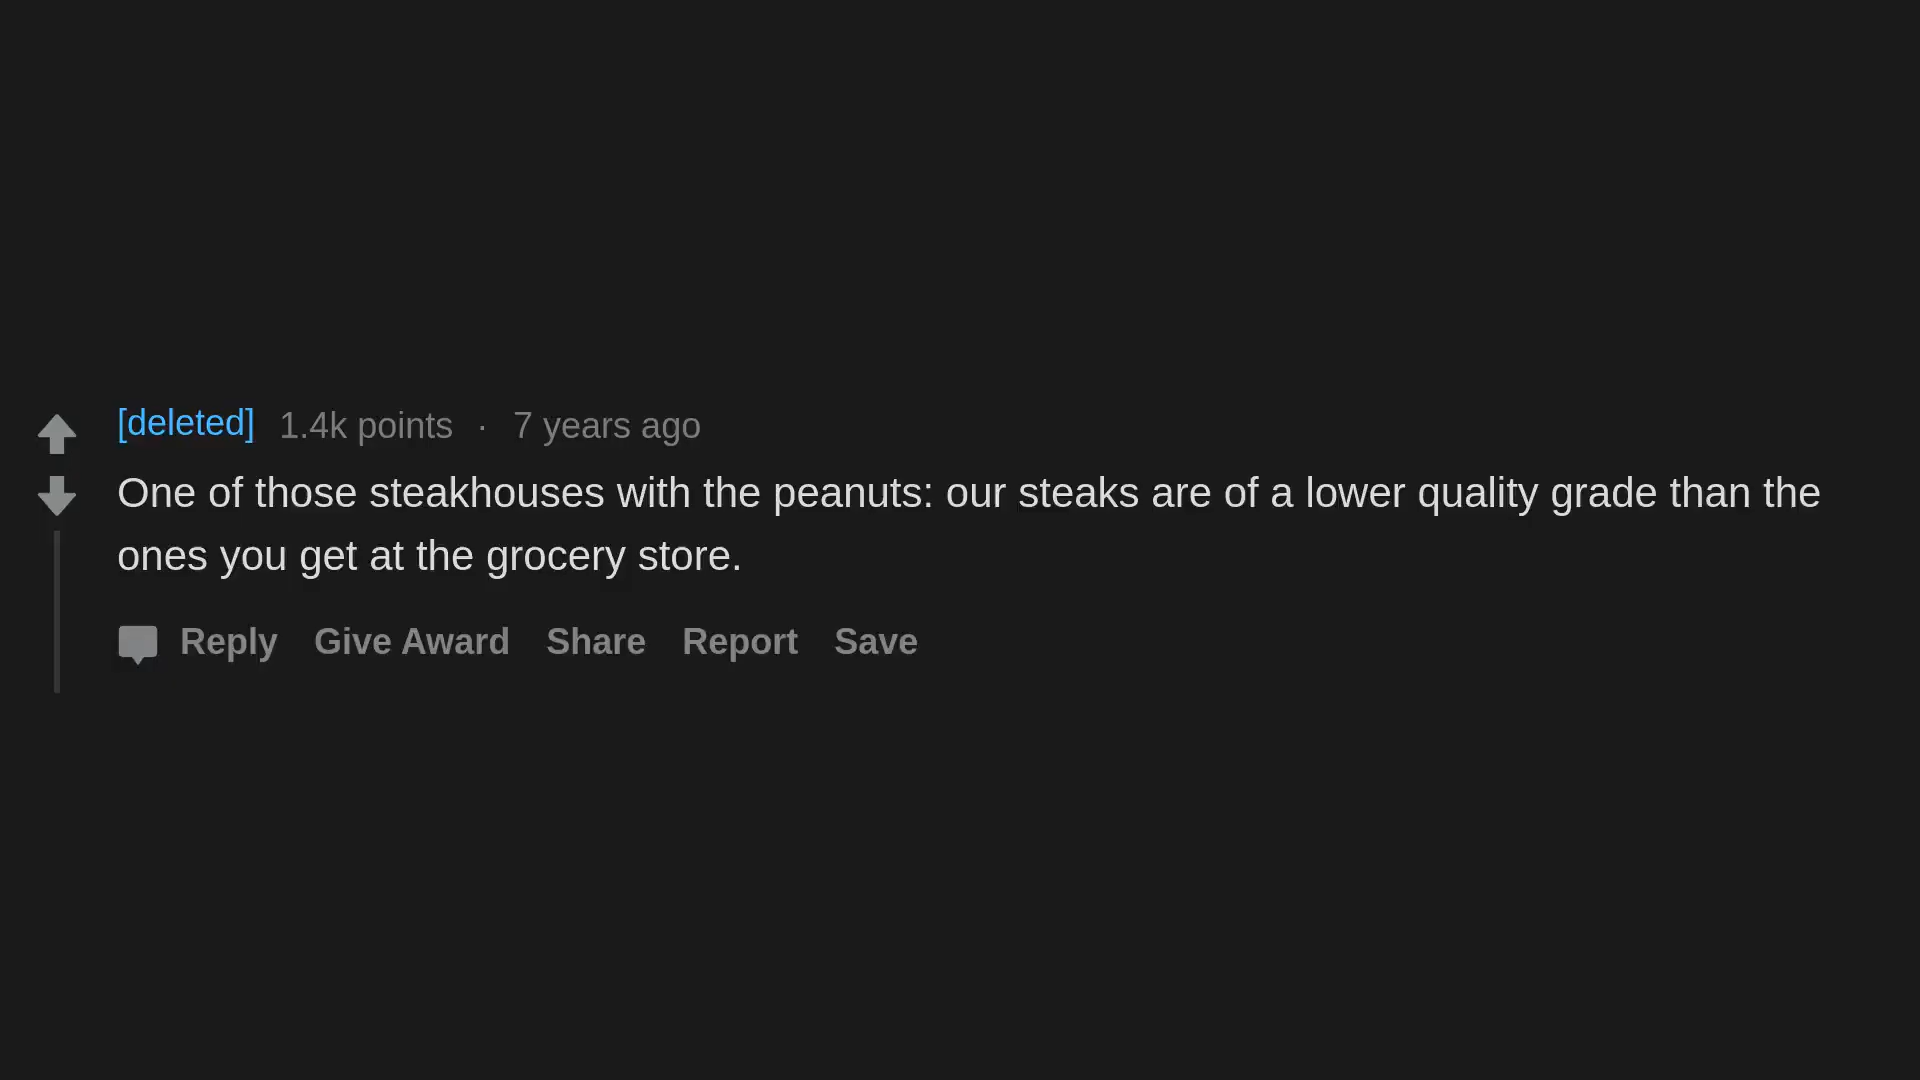 [deleted] 1.4k points · 7 years ago
One of those steakhouses with the peanuts: our steaks are of a lower quality grade than the
ones you get at the grocery store.
Reply Give Award Share Report Save